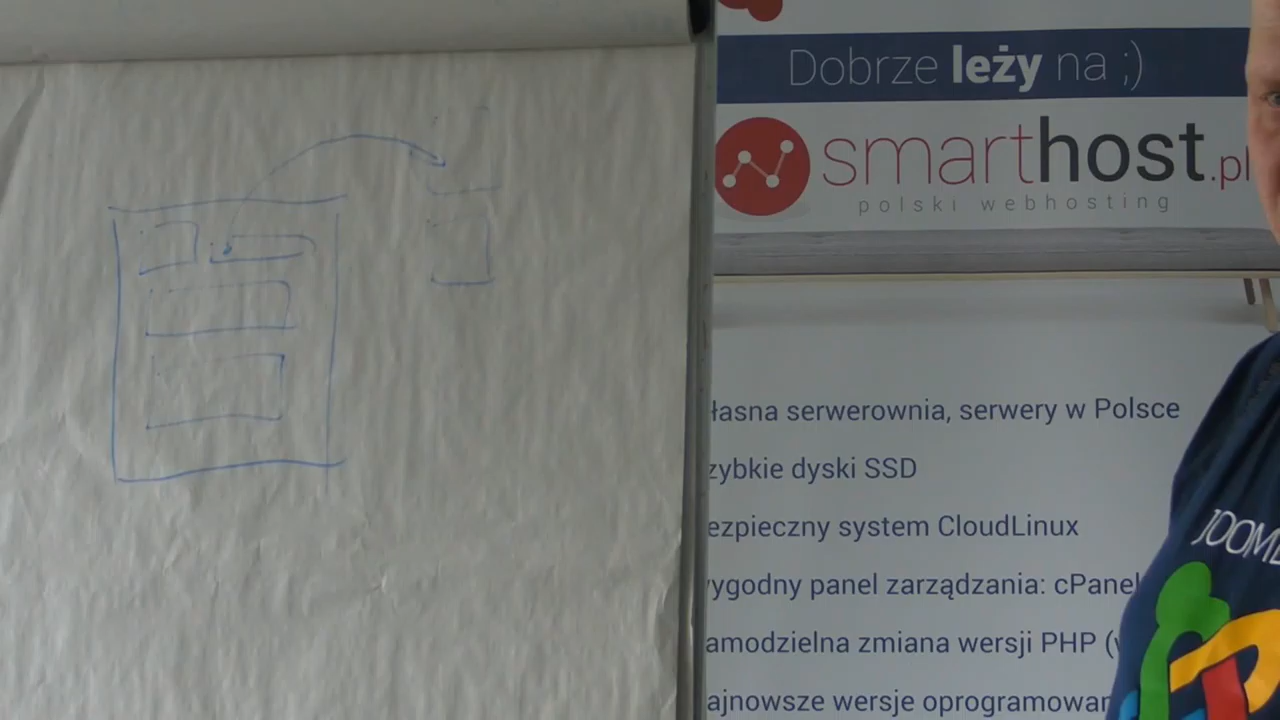 Dobrze leży na ;)
smarthost.pl
polski webhosting
łasna serwerownia, serwery w Polsce
zybkie dyski SSD
ezpieczny system CloudLinux
ygodny panel zarządzania: cPanel
amodzielna zmiana wersji PHP (
ajnowsze wersje oprogramowan
JOOML